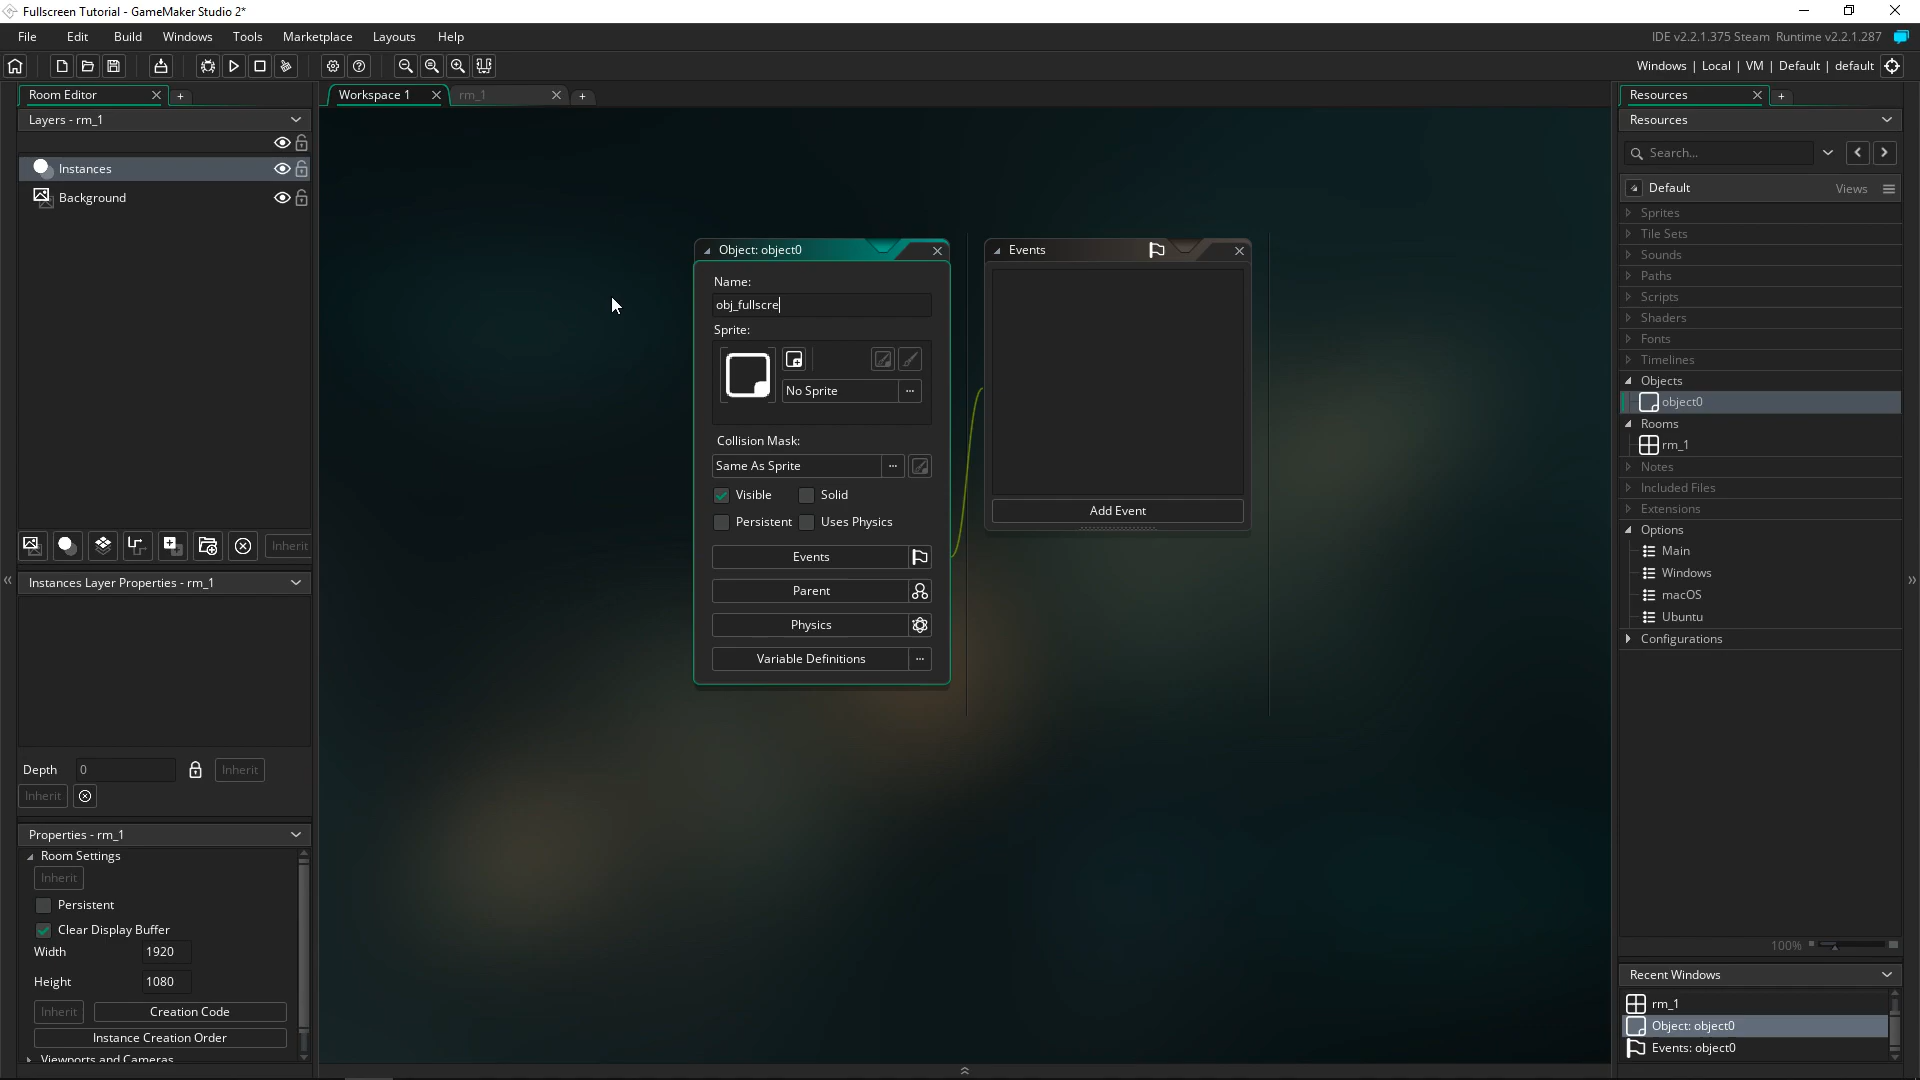 Fullscreen Tutorial - GameMaker Studio 2*
File Edit Build Windows Tools Marketplace Layouts Help
IDE v2.2.1.375 Steam Runtime v2.2.1.287
Windows | Local | VM | Default | default
Room Editor
Layers - rm_1
Instances
Background
Inherit
Instances Layer Properties - rm_1
Depth 0 Inherit
Inherit
Properties - rm_1
Room Settings
Inherit
Persistent
Clear Display Buffer
Width 1920
Height 1080
Inherit Creation Code
Instance Creation Order
Viewports and Cameras
Workspace 1
rm_1
Object: object0
Name:
obj_fullscre
Sprite:
No Sprite
Collision Mask:
Same As Sprite
Visible Solid
Persistent Uses Physics
Events
Parent
Physics
Variable Definitions
Events
Add Event
Resources
Resources
Search...
Default Views
Sprites
Tile Sets
Sounds
Paths
Scripts
Shaders
Fonts
Timelines
Objects
object0
Rooms
rm_1
Notes
Included Files
Extensions
Options
Main
Windows
macOS
Ubuntu
Configurations
100%
Recent Windows
rm_1
Object: object0
Events: object0